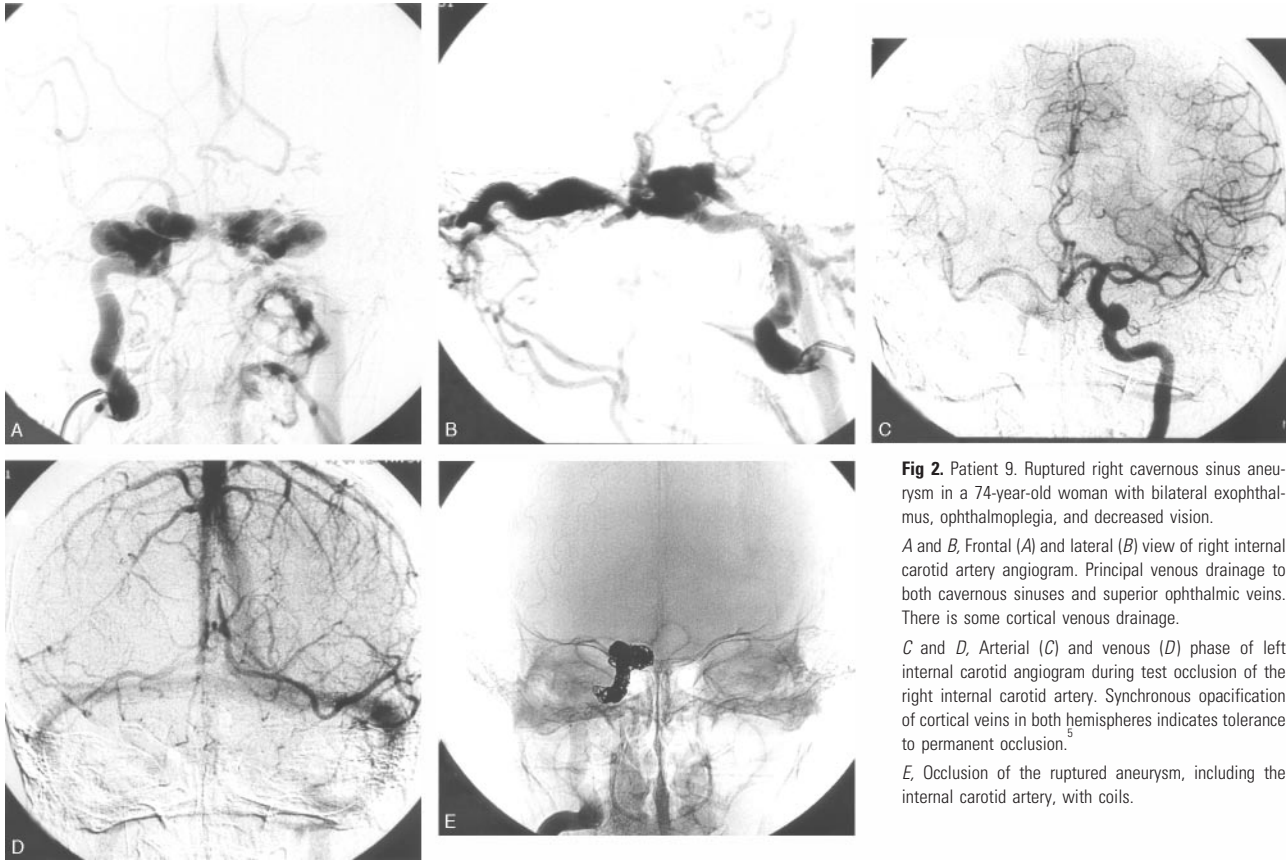 A
B
C
D
E
Fig 2. Patient 9. Ruptured right cavernous sinus aneu-
rysm in a 74-year-old woman with bilateral exophthal-
mus, ophthalmoplegia, and decreased vision.
A and B, Frontal (A) and lateral (B) view of right internal
carotid artery angiogram. Principal venous drainage to
both cavernous sinuses and superior ophthalmic veins.
There is some cortical venous drainage.
C and D, Arterial (C) and venous (D) phase of left
internal carotid angiogram during test occlusion of the
right internal carotid artery. Synchronous opacification
of cortical veins in both hemispheres indicates tolerance
to permanent occlusion.5
E, Occlusion of the ruptured aneurysm, including the
internal carotid artery, with coils.